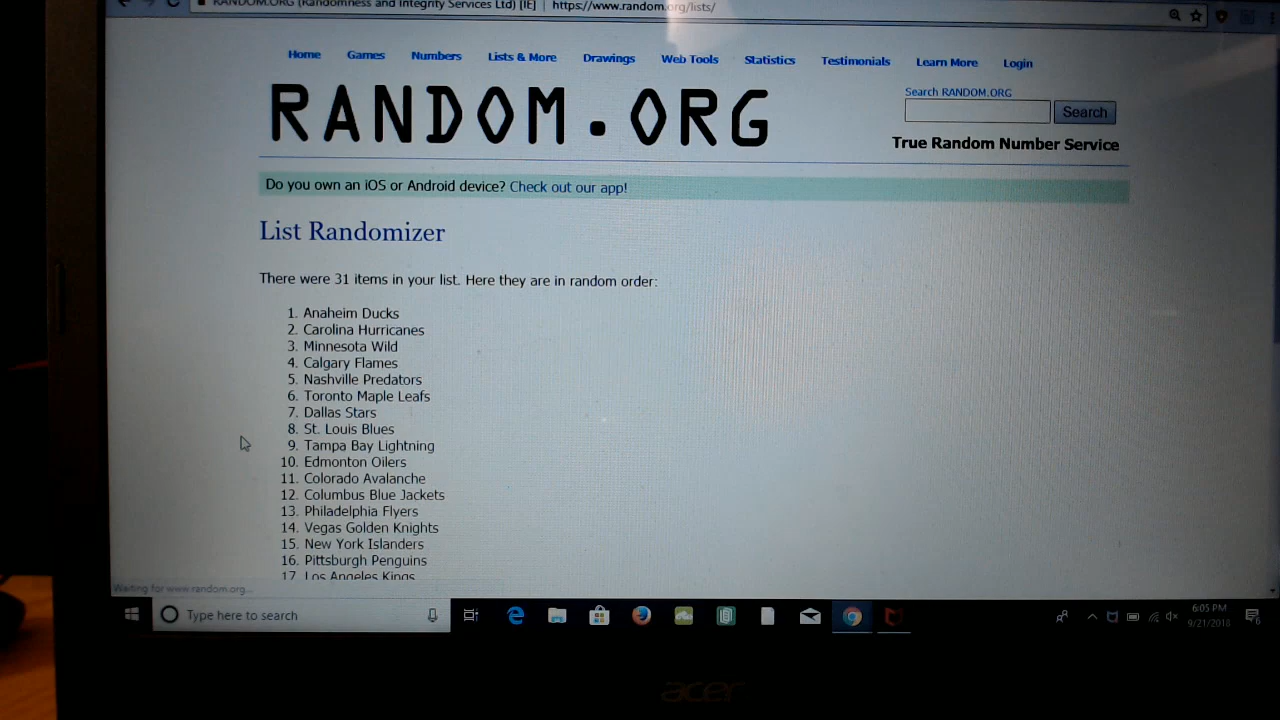 RANDOM.ORG (Randomness and Integrity Services Ltd) [IE] | https://www.random.org/lists/
Home Games Numbers Lists & More Drawings Web Tools Statistics Testimonials Learn More Login
RANDOM.ORG
Search RANDOM.ORG
Search
True Random Number Service
Do you own an iOS or Android device? Check out our app!
List Randomizer
There were 31 items in your list. Here they are in random order:
1. Anaheim Ducks
2. Carolina Hurricanes
3. Minnesota Wild
4. Calgary Flames
5. Nashville Predators
6. Toronto Maple Leafs
7. Dallas Stars
8. St. Louis Blues
9. Tampa Bay Lightning
10. Edmonton Oilers
11. Colorado Avalanche
12. Columbus Blue Jackets
13. Philadelphia Flyers
14. Vegas Golden Knights
15. New York Islanders
16. Pittsburgh Penguins
17. Los Angeles Kings
Waiting for www.random.org...
Type here to search
6:05 PM
9/21/2018
acer